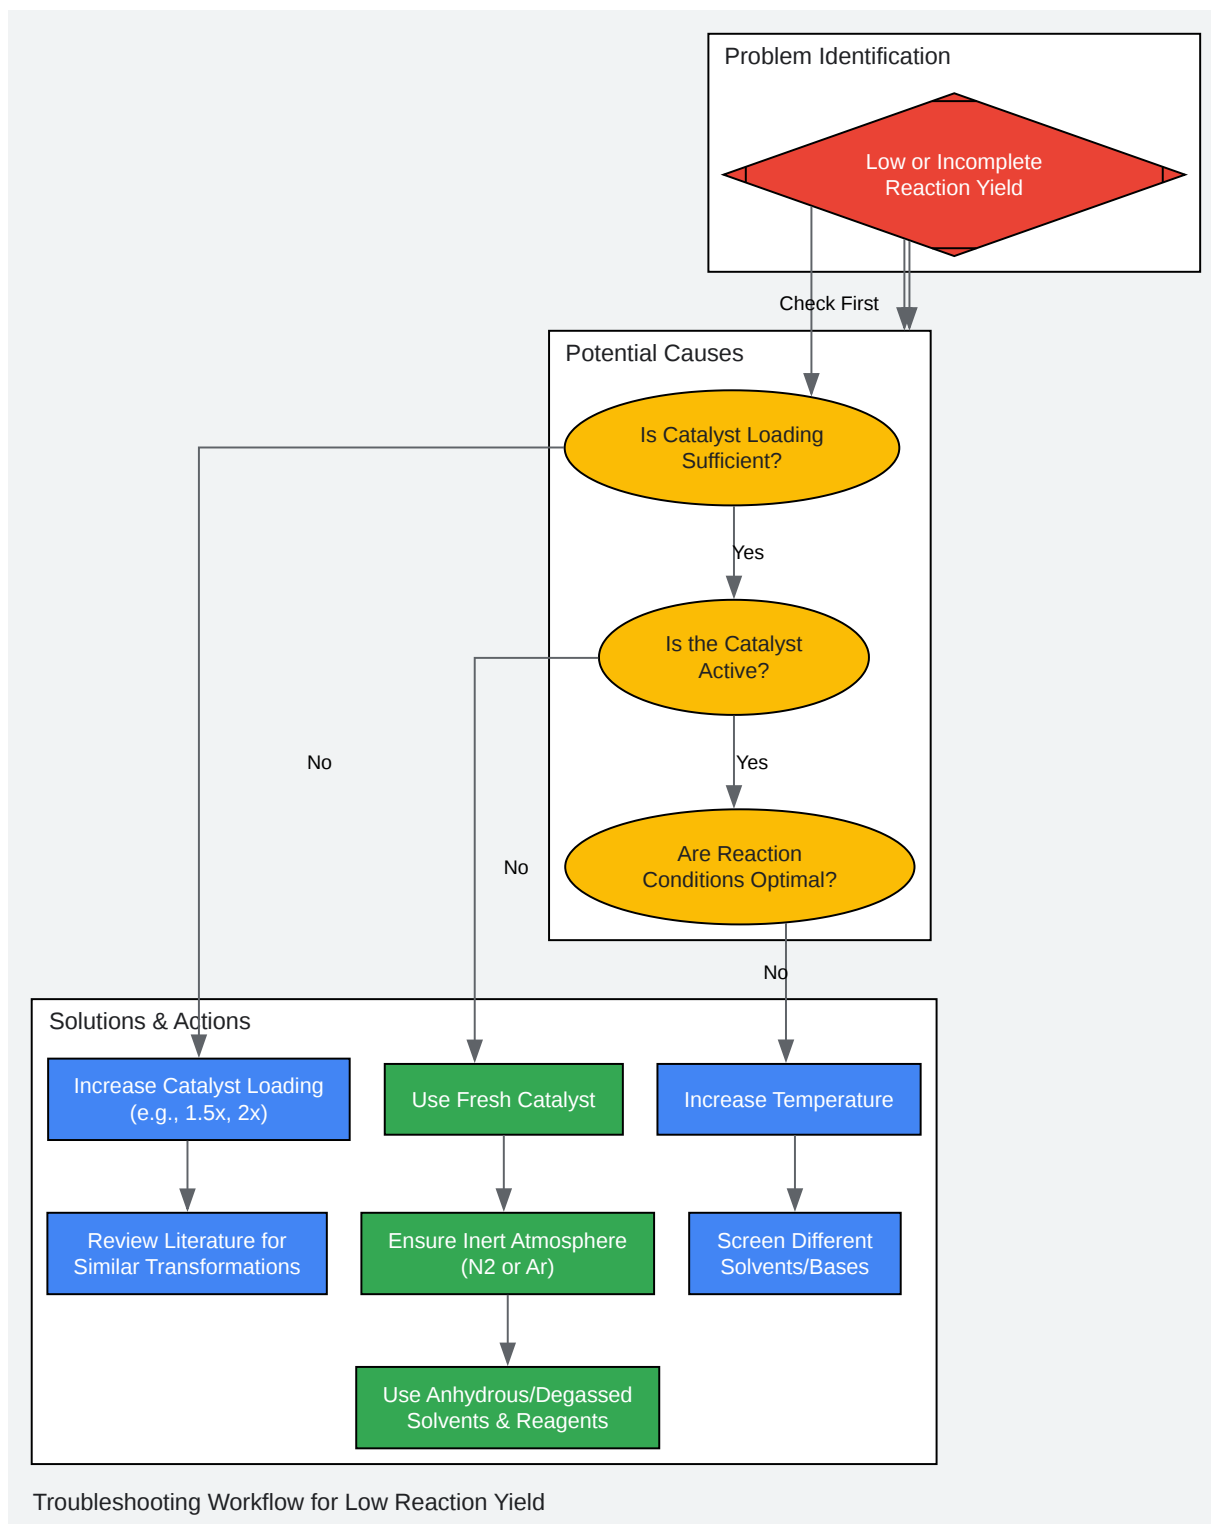 Problem Identification
Low or Incomplete
Reaction Yield
Check First
Potential Causes
Is Catalyst Loading
Sufficient?
Yes
Is the Catalyst
Active?
Yes
No
Are Reaction
Conditions Optimal?
No
No
Solutions & Actions
Increase Catalyst Loading
(e.g., 1.5x, 2x)
Use Fresh Catalyst
Increase Temperature
Review Literature for
Similar Transformations
Ensure Inert Atmosphere
(N2 or Ar)
Screen Different
Solvents/Bases
Use Anhydrous/Degassed
Solvents & Reagents
Troubleshooting Workflow for Low Reaction Yield